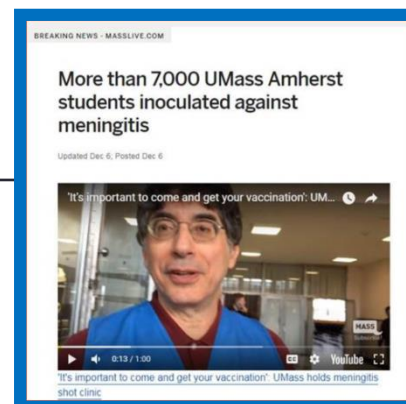 BREAKING NEWS - MASSLIVE.COM
More than 7,000 UMass Amherst
students inoculated against
meningitis
Updated Dec 6; Posted Dec 6
'It's important to come and get your vaccination': UM...
MASS
Subscribe
0:13 / 1:00
CC
YouTube
'It's important to come and get your vaccination': UMass holds meningitis
shot clinic